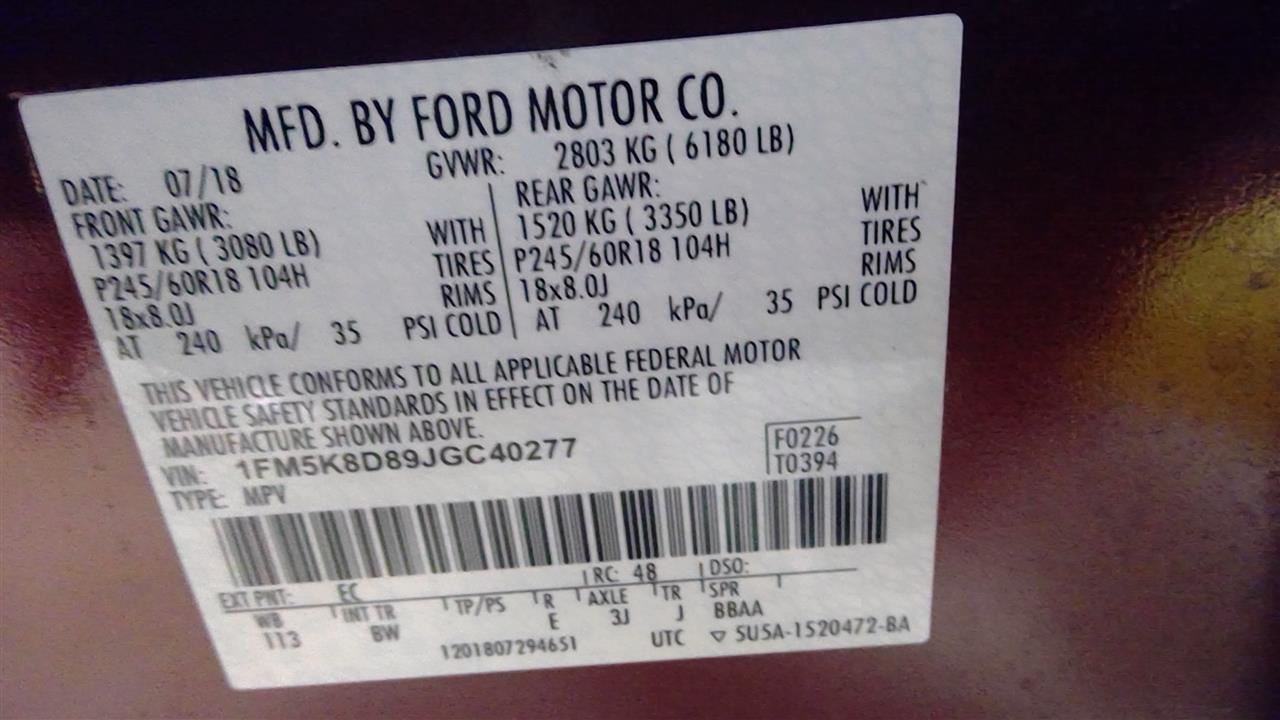 MFD. BY FORD MOTOR CO.
DATE: 07/18 GVWR: 2803 KG ( 6180 LB)
FRONT GAWR: REAR GAWR:
1397 KG ( 3080 LB) WITH 1520 KG ( 3350 LB) WITH
P245/60R18 104H TIRES P245/60R18 104H TIRES
18x8.0J RIMS 18x8.0J RIMS
AT 240 kPa/ 35 PSI COLD AT 240 kPa/ 35 PSI COLD
THIS VEHICLE CONFORMS TO ALL APPLICABLE FEDERAL MOTOR
VEHICLE SAFETY STANDARDS IN EFFECT ON THE DATE OF
MANUFACTURE SHOWN ABOVE.
VIN: 1FM5K8D89JGC40277 F0226
TYPE: MPV T0394
EXT PNT: EC RC: 48 DSO:
WB INT TR TP/PS R AXLE TR SPR
113 BW E 3J J BBAA
1201807294651 UTC ▽ 5U5A-1520472-BA